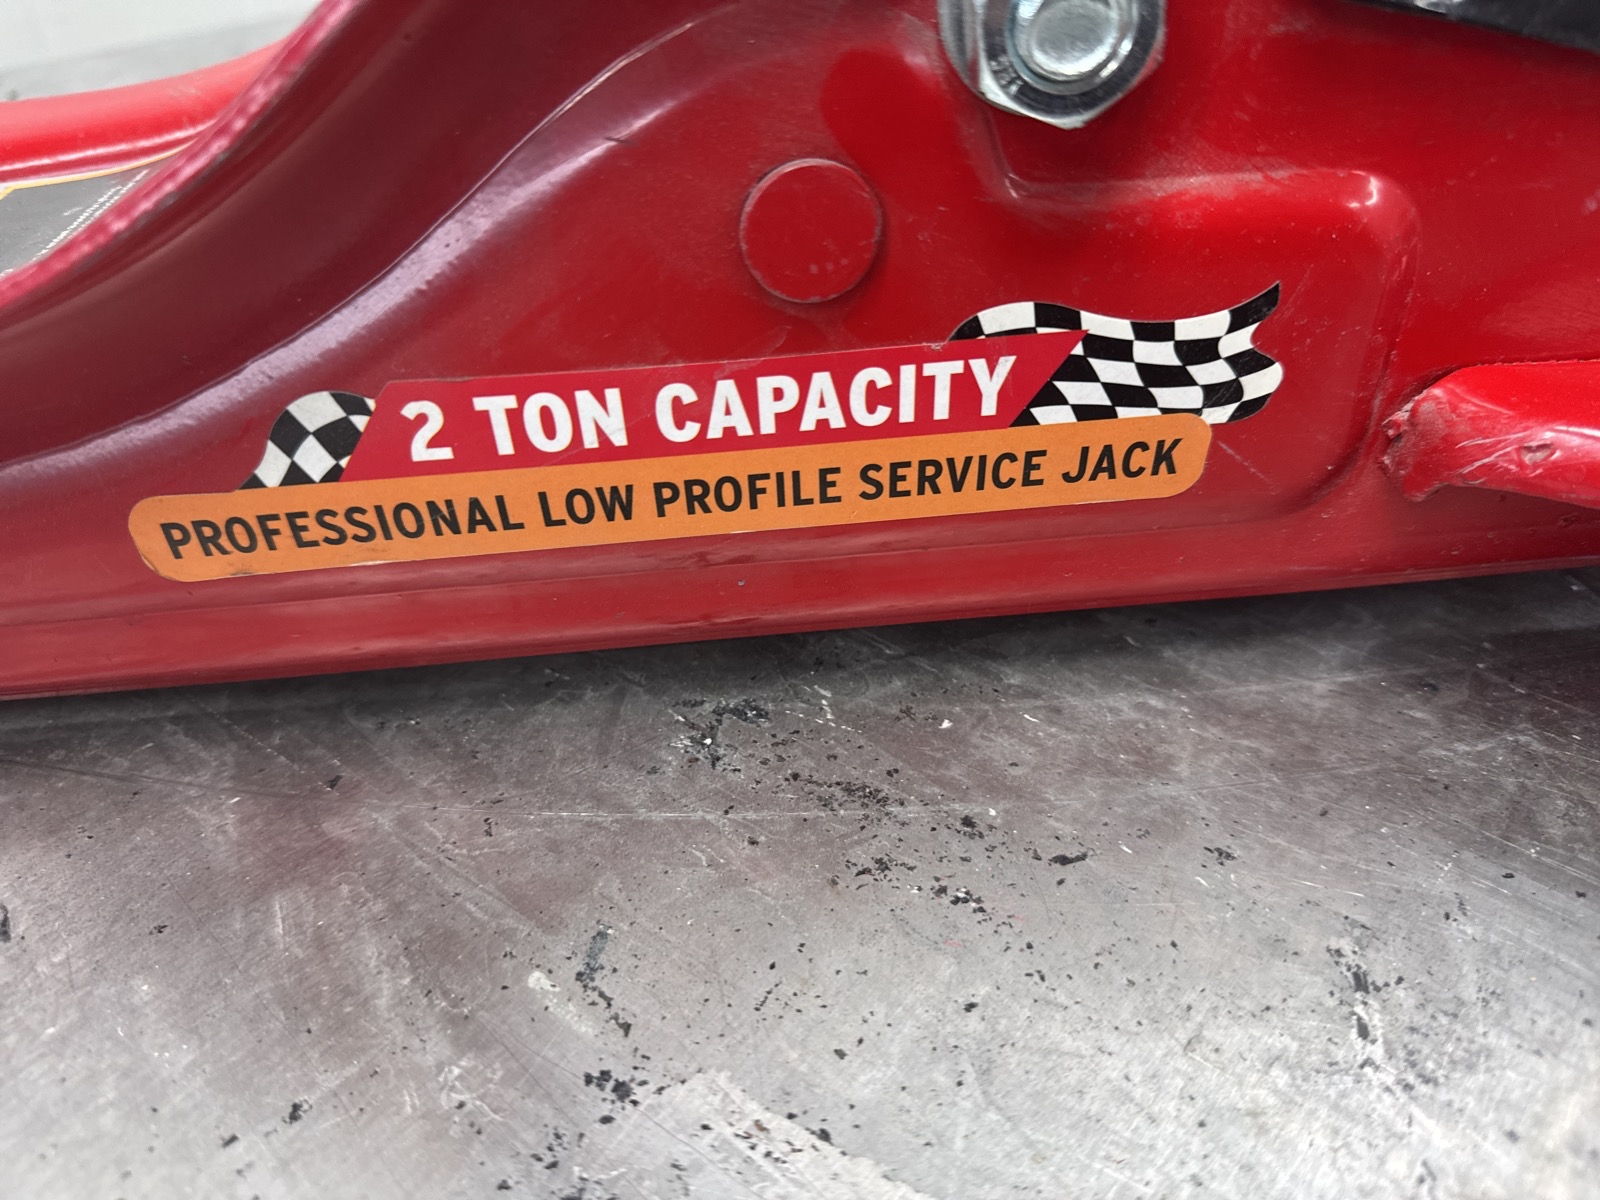 2 TON CAPACITY
PROFESSIONAL LOW PROFILE SERVICE JACK